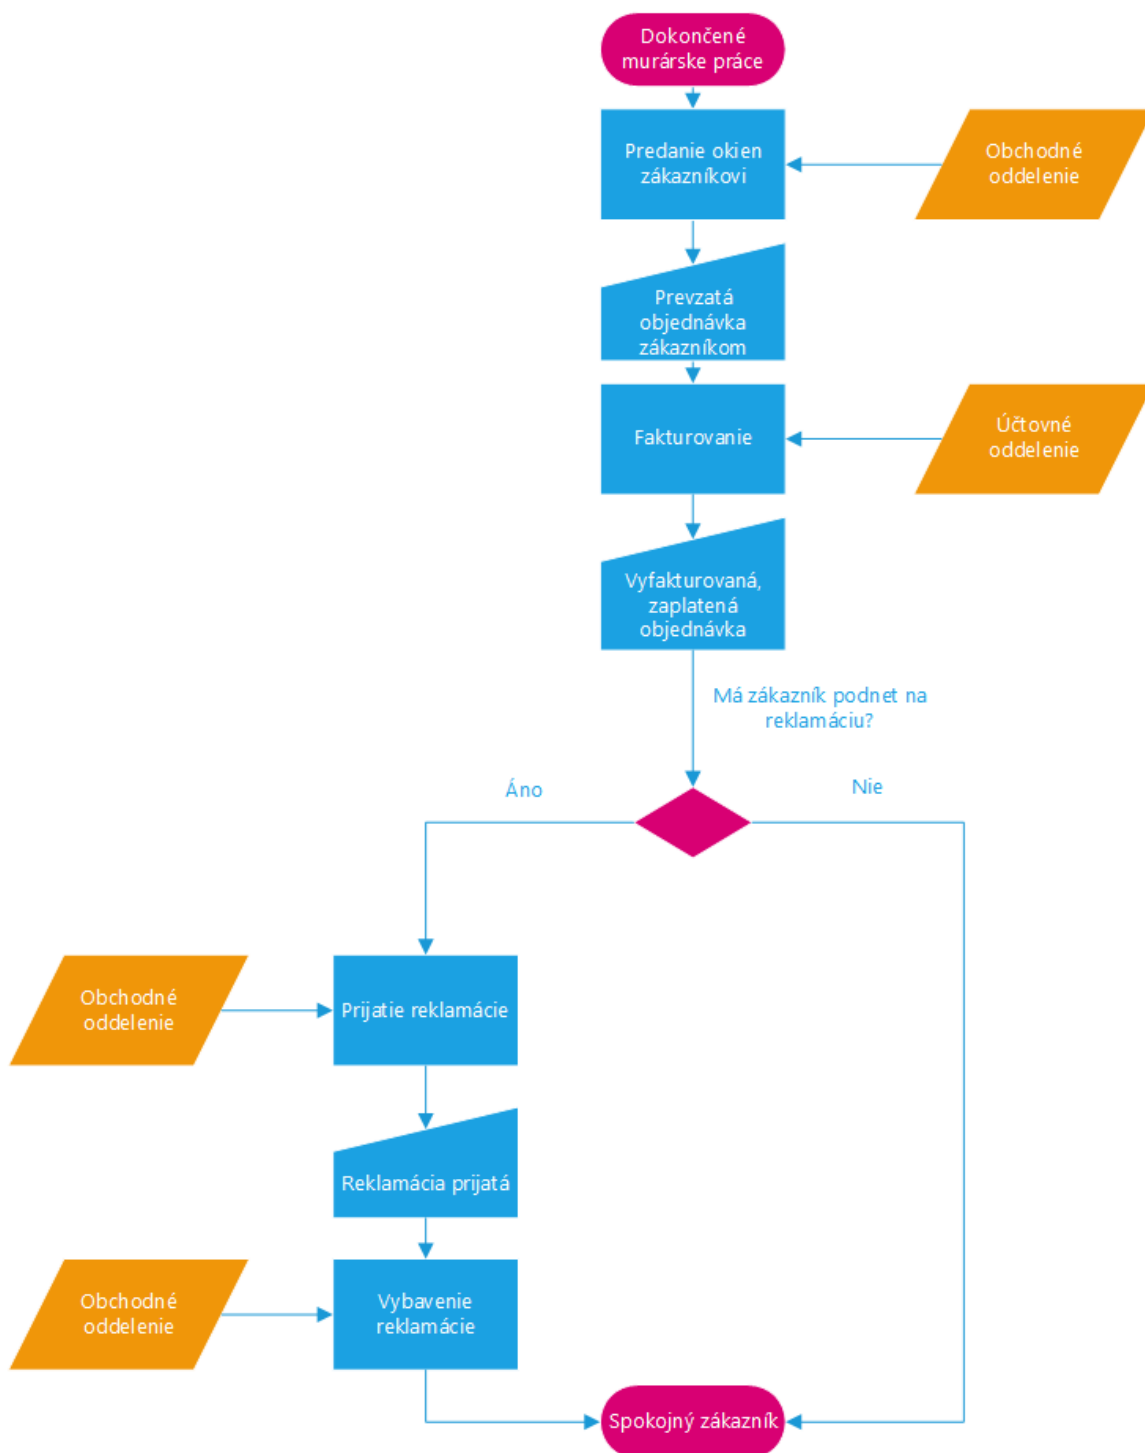 Dokončené
murárske práce
Predanie okien
zákazníkovi
Obchodné
oddelenie
Prevzatá
objednávka
zákazníkom
Fakturovanie
Účtovné
oddelenie
Vyfakturovaná,
zaplatená
objednávka
Má zákazník podnet na
reklamáciu?
Áno
Nie
Obchodné
oddelenie
Prijatie reklamácie
Reklamácia prijatá
Obchodné
oddelenie
Vybavenie
reklamácie
Spokojný zákazník